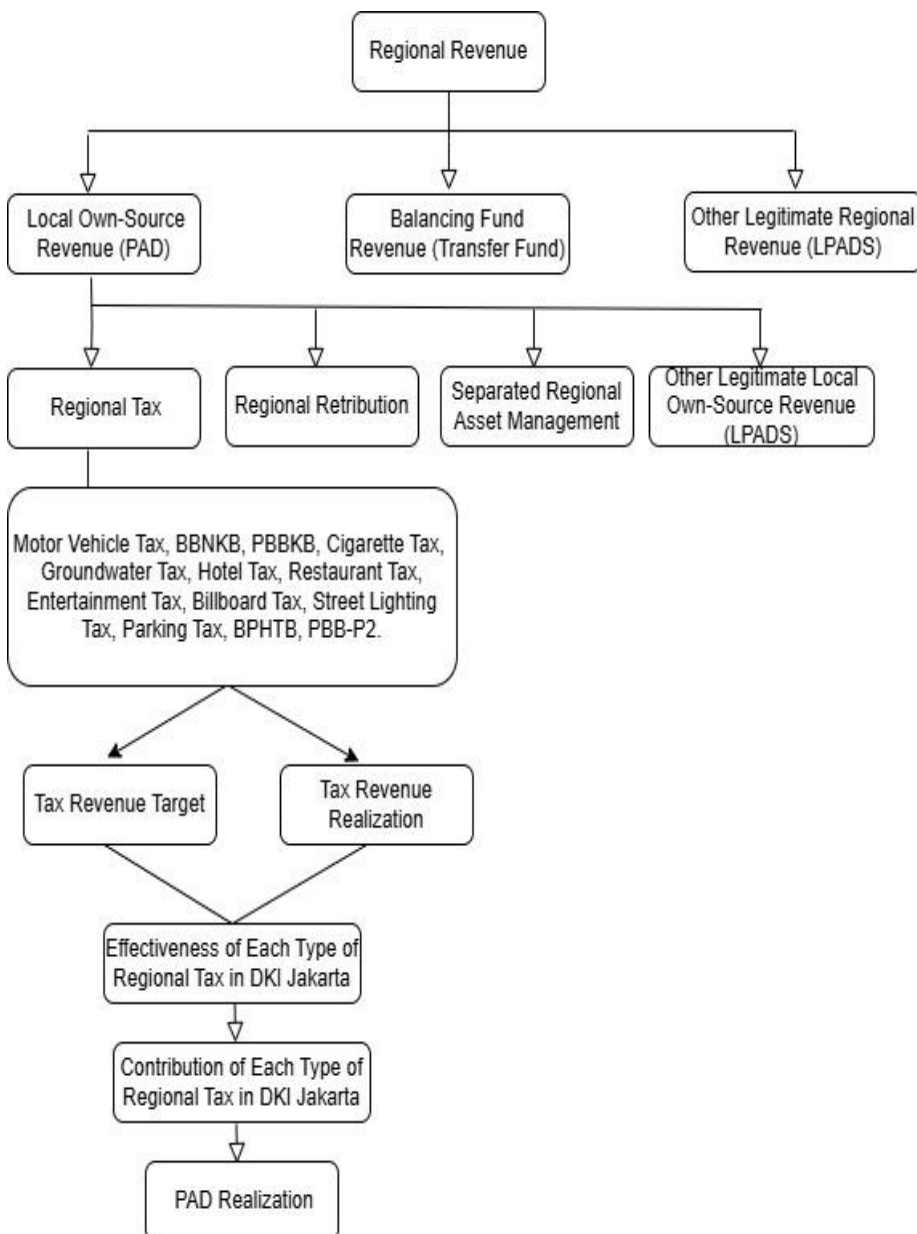 Regional Revenue
Local Own-Source
Revenue (PAD)
Balancing Fund
Revenue (Transfer Fund)
Other Legitimate Regional
Revenue (LPADS)
Regional Tax
Regional Retribution
Separated Regional
Asset Management
Other Legitimate Local
Own-Source Revenue
(LPADS)
Motor Vehicle Tax, BBNKB, PBBKB, Cigarette Tax,
Groundwater Tax, Hotel Tax, Restaurant Tax,
Entertainment Tax, Billboard Tax, Street Lighting
Tax, Parking Tax, BPHTB, PBB-P2.
Tax Revenue Target
Tax Revenue
Realization
Effectiveness of Each Type of
Regional Tax in DKI Jakarta
Contribution of Each Type of
Regional Tax in DKI Jakarta
PAD Realization